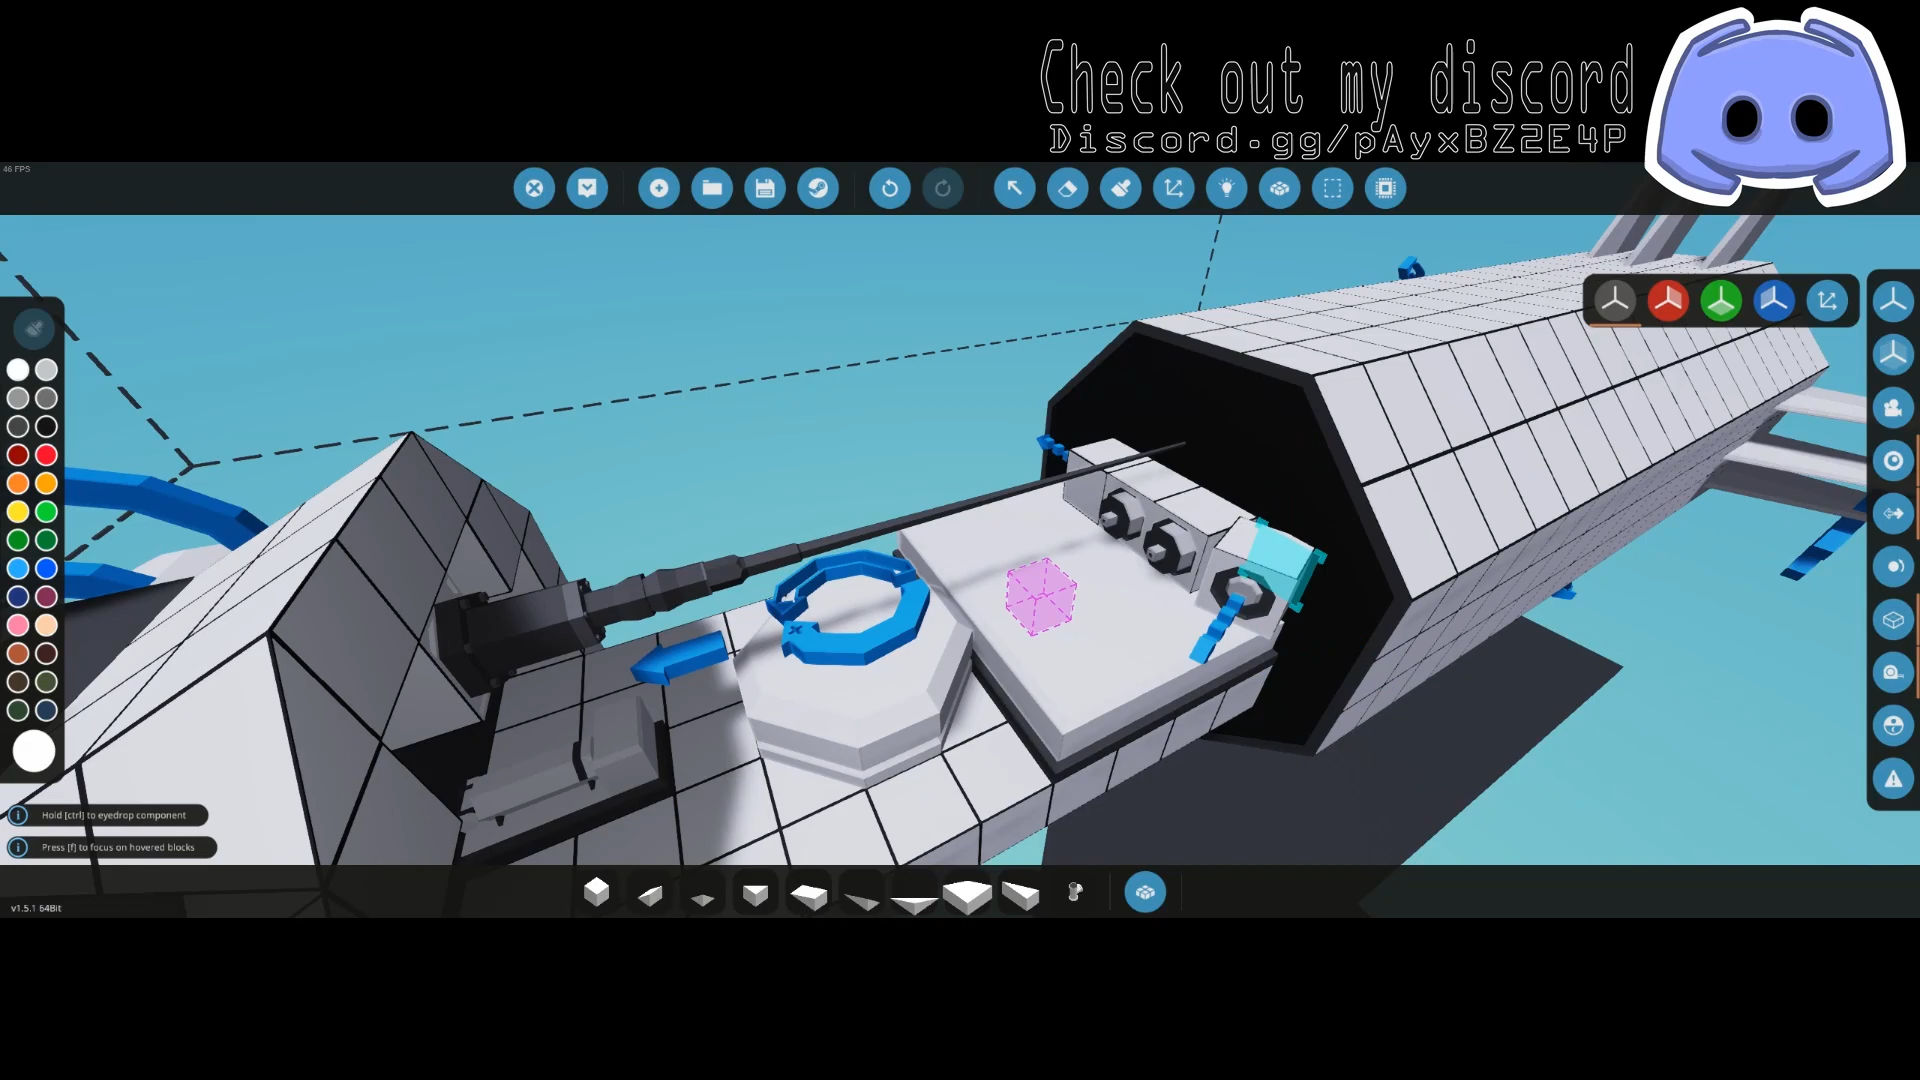 Check out my discord
Discord.gg/pAyxBZ2E4P
46 FPS
Hold [ctrl] to eyedrop component
Press [f] to focus on hovered blocks
v1.5.1 64Bit